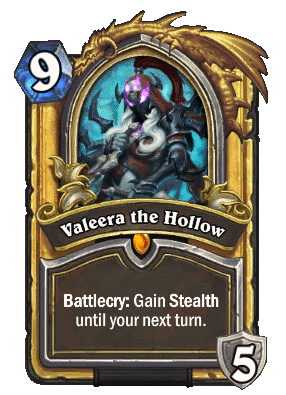 9
Valeera the Hollow
Battlecry: Gain Stealth
until your next turn.
5